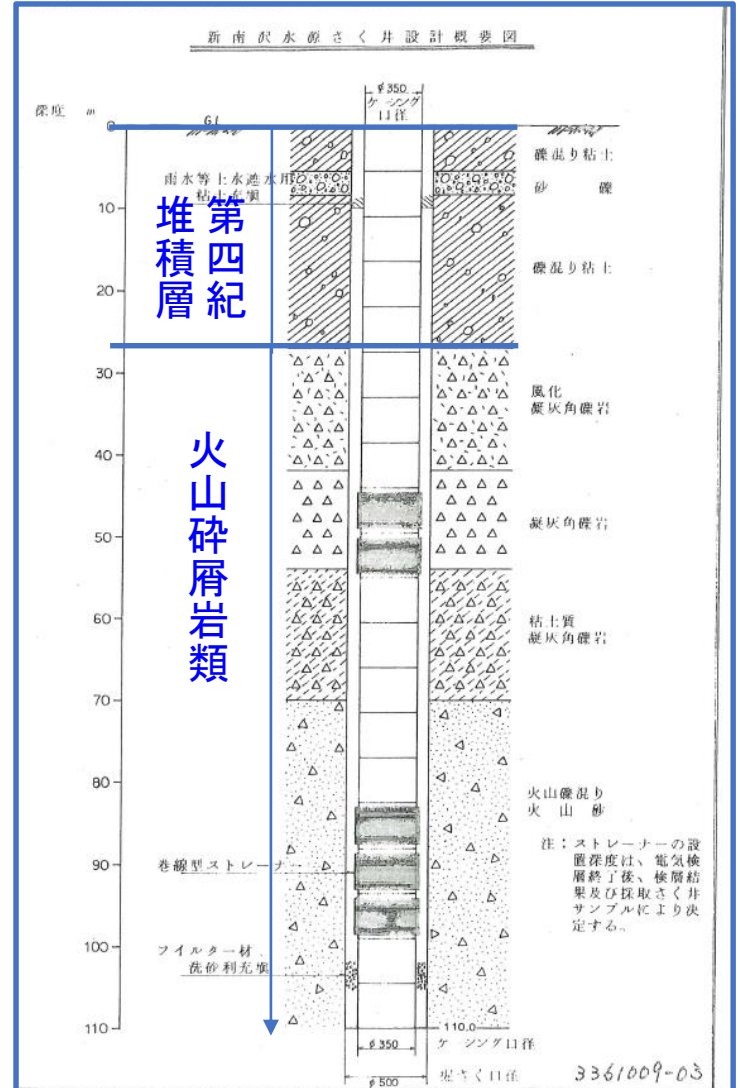 新南沢水源さく井設計概要図
φ350
ケーシング
口径
深度 m
G.L
0
10
20
30
40
50
60
70
80
90
100
110
雨水等上水遮水用
粘土充填
第四紀
堆積層
火山砕屑岩類
礫混り粘土
砂 礫
礫混り粘土
風化
凝灰角礫岩
凝灰角礫岩
粘土質
凝灰角礫岩
火山礫混り
火山砂
注：ストレーナーの設
置深度は、電気検
層終了後、検層結
果及び採取さく井
サンプルにより決
定する。
巻線型ストレーナー
フイルター材
洗砂利充填
110.0
φ350
ケーシング口径
φ500
掘さく口径
3361009-03